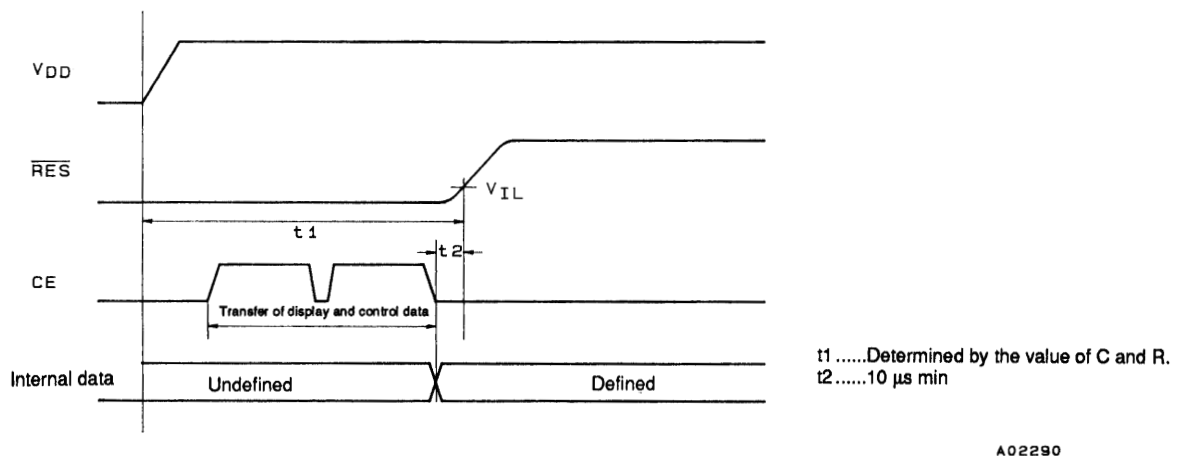 VDD
RES
VIL
t1
t2
CE
Transfer of display and control data
Internal data
Undefined
Defined
t1......Determined by the value of C and R.
t2......10 μs min
A02290